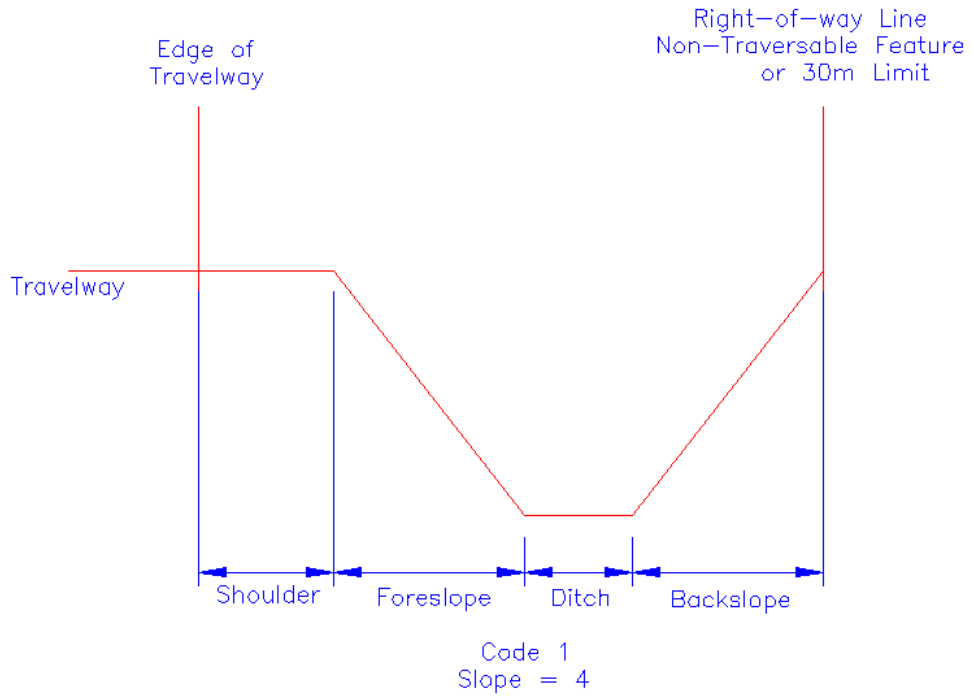 Edge of
Travelway
Right-of-way Line
Non-Traversable Feature
or 30m Limit
Travelway
Shoulder
Foreslope
Ditch
Backslope
Code 1
Slope = 4